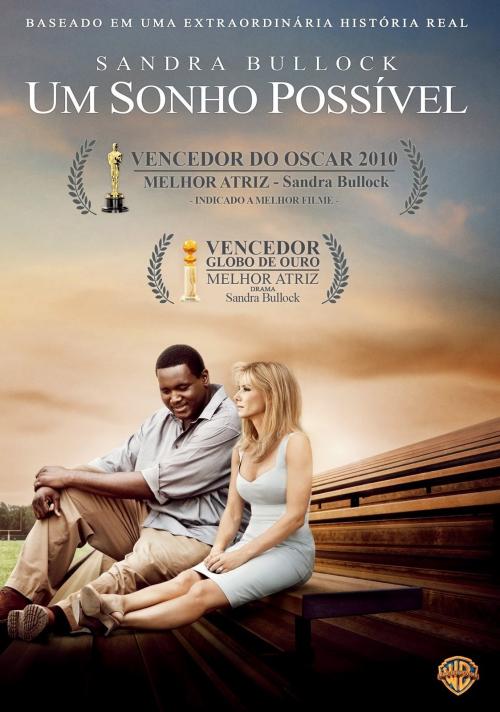 BASEADO EM UMA EXTRAORDINÁRIA HISTÓRIA REAL
SANDRA BULLOCK
UM SONHO POSSÍVEL
VENCEDOR DO OSCAR 2010
MELHOR ATRIZ - Sandra Bullock
- INDICADO A MELHOR FILME -
VENCEDOR
GLOBO DE OURO
MELHOR ATRIZ
DRAMA
Sandra Bullock
WB